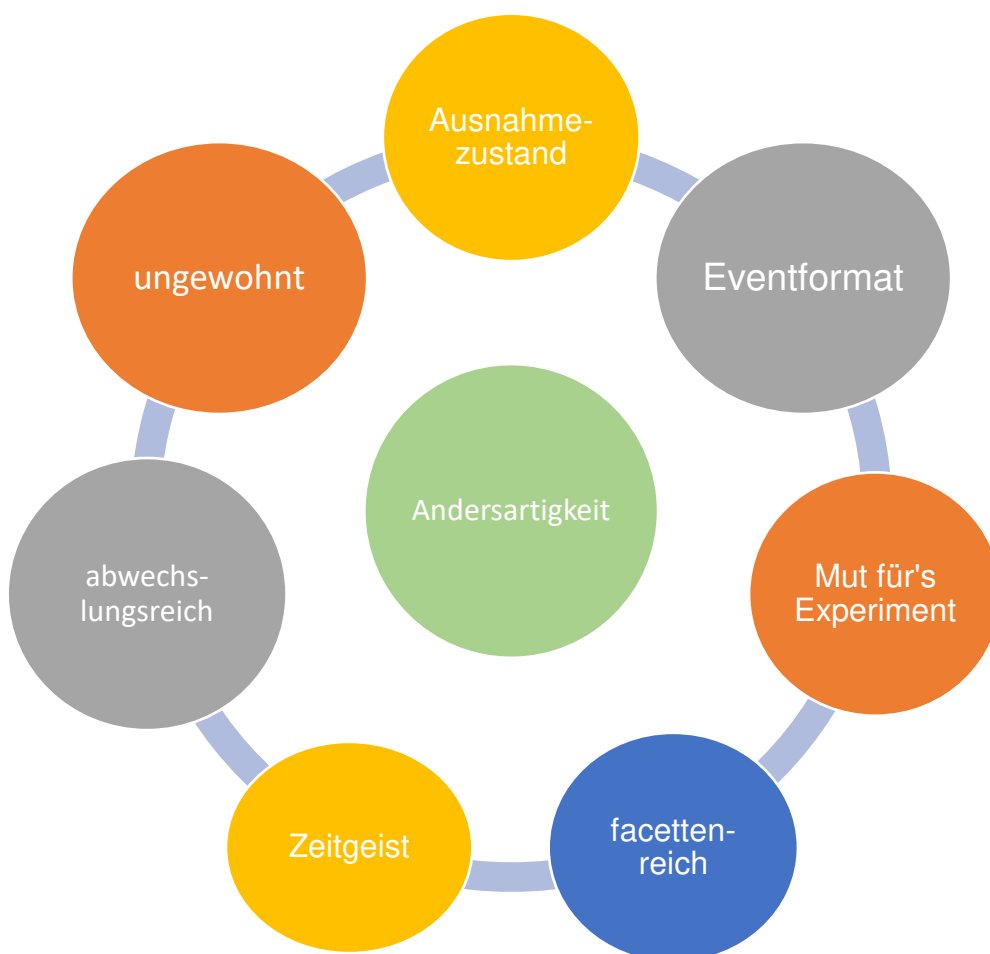 Ausnahme-
zustand
Eventformat
Mut für's
Experiment
facetten-
reich
Zeitgeist
abwechs-
lungsreich
ungewohnt
Andersartigkeit